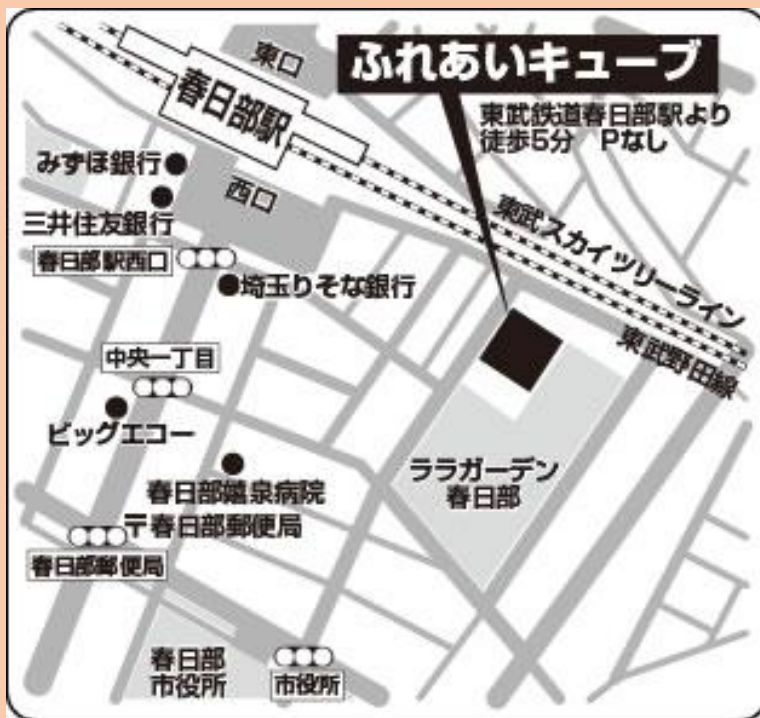 東口
ふれあいキューブ
春日部駅
東武鉄道春日部駅より
徒歩5分 Pなし
みずほ銀行
西口
三井住友銀行
東武スカイツリーライン
春日部駅西口
埼玉りそな銀行
東武野田線
中央一丁目
ビッグエコー
ララガーデン
春日部
春日部嬉泉病院
〒春日部郵便局
春日部郵便局
春日部
市役所
市役所